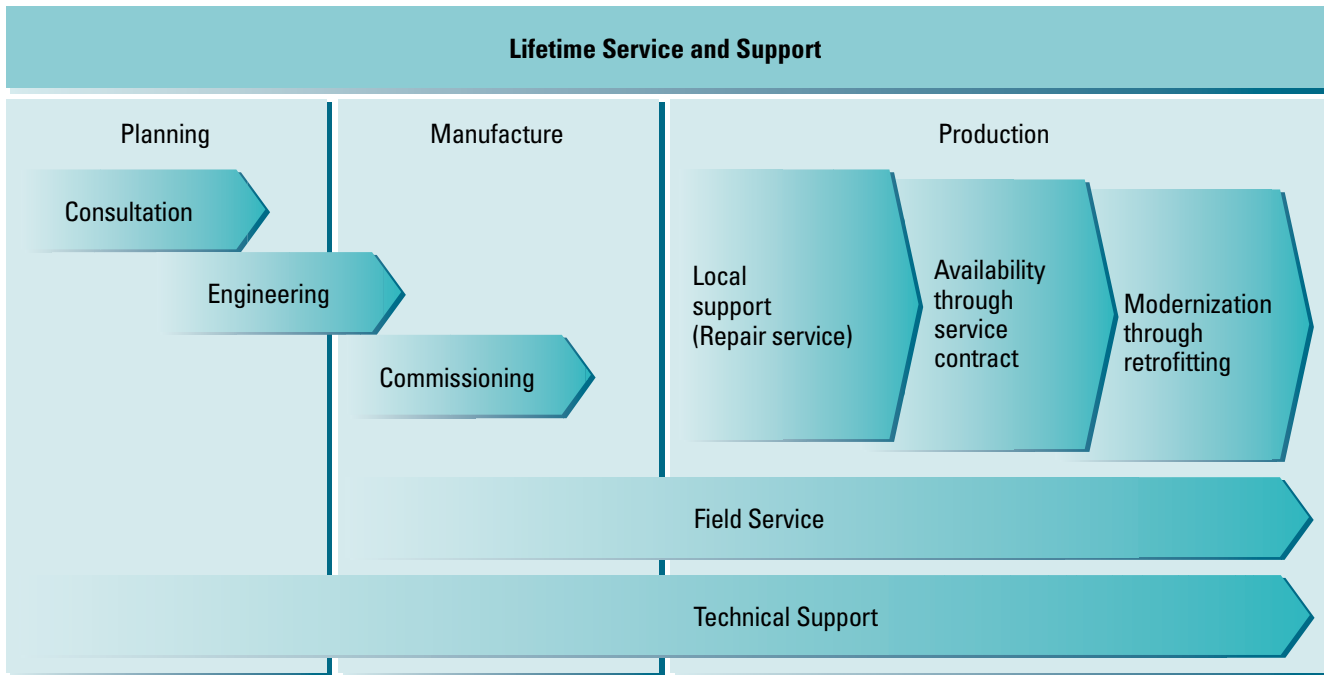 Lifetime Service and Support
Planning
Manufacture
Production
Consultation
Engineering
Commissioning
Local
support
(Repair service)
Availability
through
service
contract
Modernization
through
retrofitting
Field Service
Technical Support